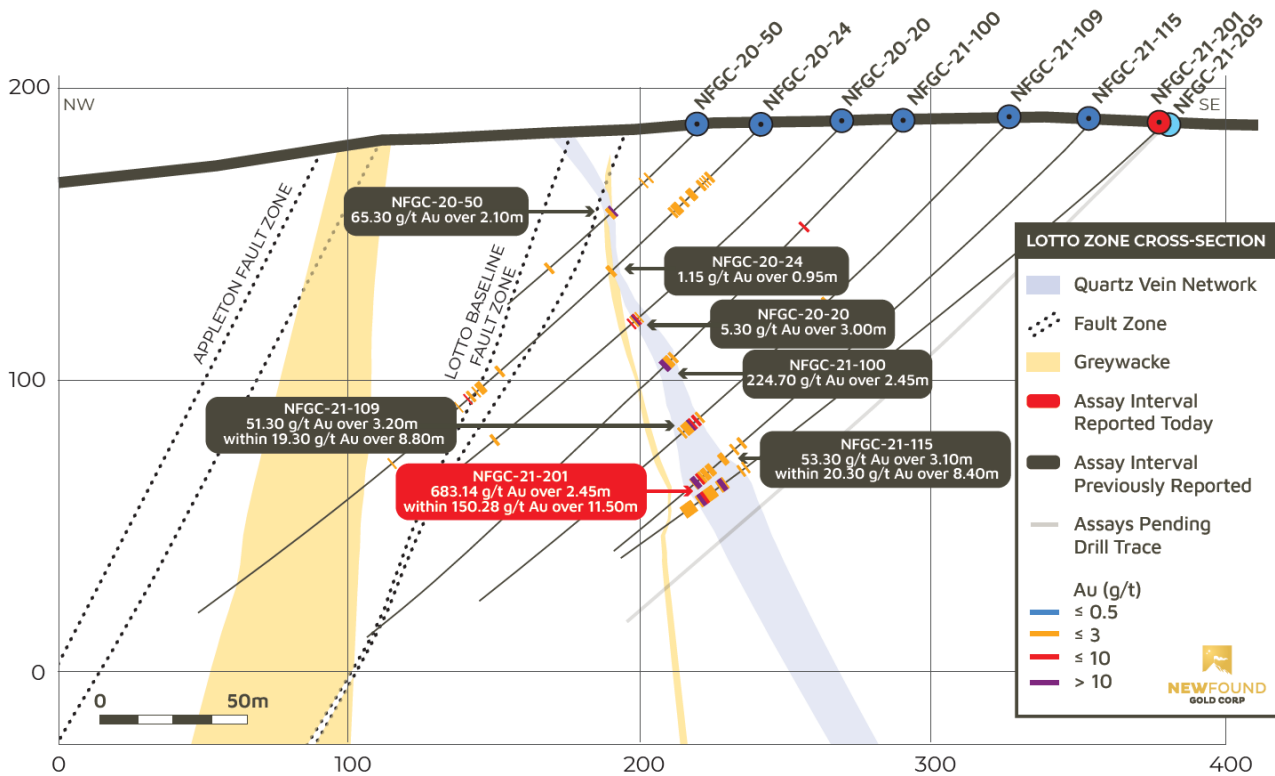 NFGC-20-50
NFGC-20-24
NFGC-20-20
NFGC-21-100
NFGC-21-109
NFGC-21-115
NFGC-21-201
NFGC-21-205
200
NW
SE
APPLETON FAULT ZONE
LOTTO BASELINE
FAULT ZONE
NFGC-20-50
65.30 g/t Au over 2.10m
NFGC-20-24
1.15 g/t Au over 0.95m
NFGC-20-20
5.30 g/t Au over 3.00m
NFGC-21-100
224.70 g/t Au over 2.45m
100
NFGC-21-109
51.30 g/t Au over 3.20m
within 19.30 g/t Au over 8.80m
NFGC-21-115
53.30 g/t Au over 3.10m
within 20.30 g/t Au over 8.40m
NFGC-21-201
683.14 g/t Au over 2.45m
within 150.28 g/t Au over 11.50m
0
0 50m
0 100 200 300 400
LOTTO ZONE CROSS-SECTION
Quartz Vein Network
Fault Zone
Greywacke
Assay Interval
Reported Today
Assay Interval
Previously Reported
Assays Pending
Drill Trace
Au (g/t)
≤ 0.5
≤ 3
≤ 10
> 10
NEWFOUND
GOLD CORP